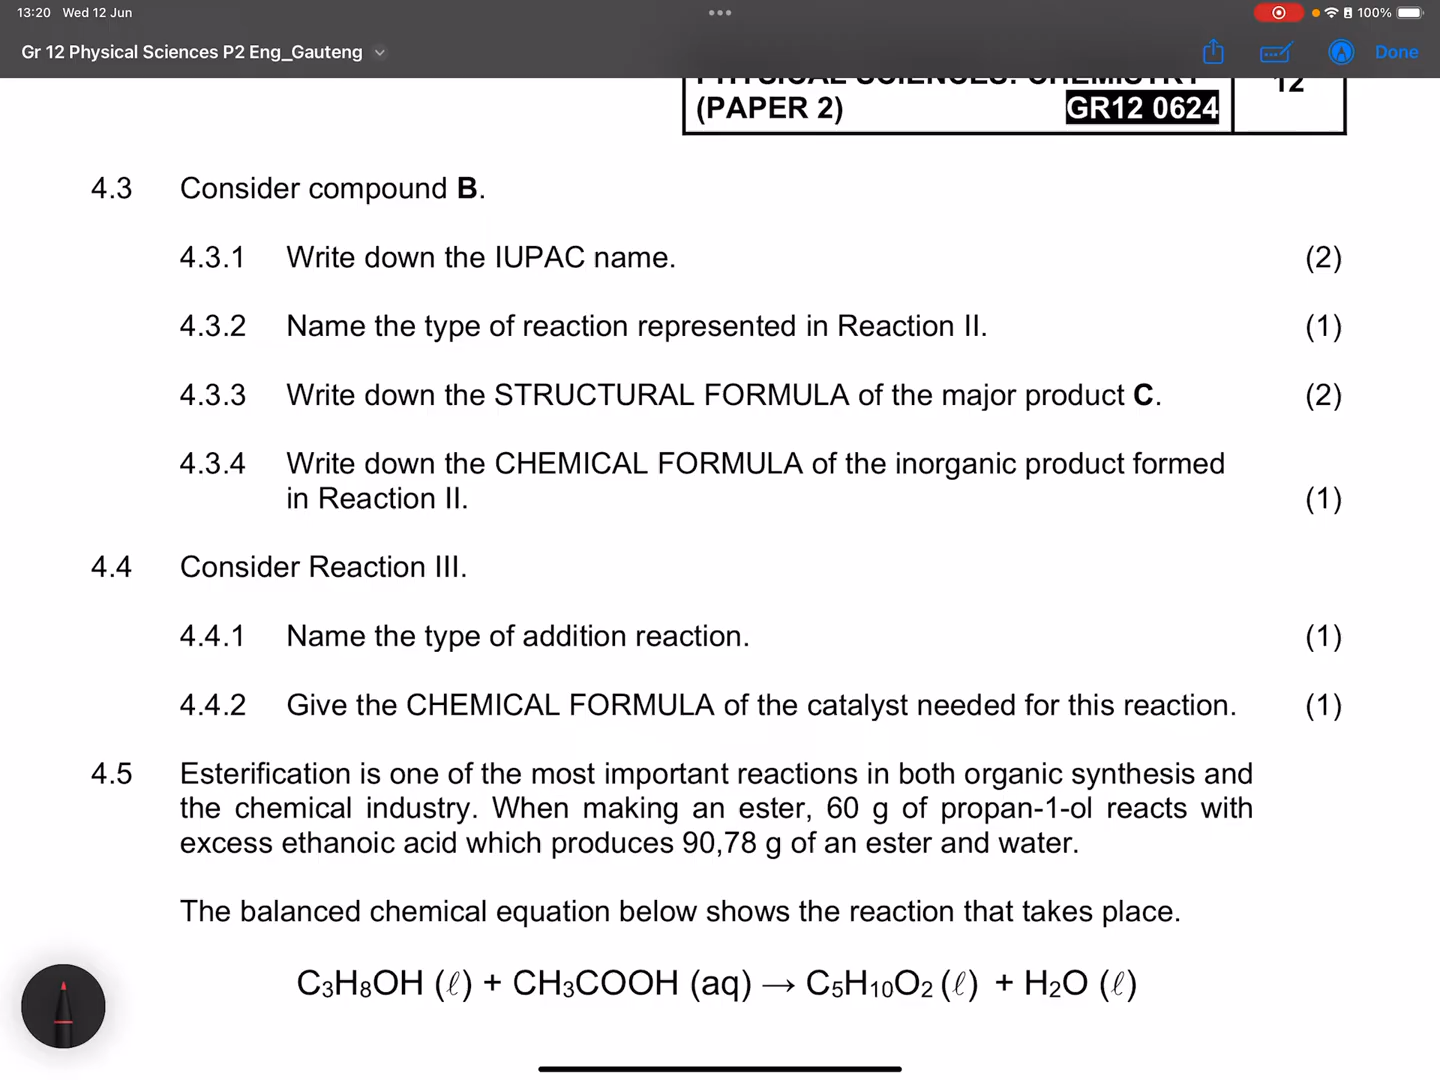 13:20 Wed 12 Jun
100%
Gr 12 Physical Sciences P2 Eng_Gauteng
Done
PHYSICAL SCIENCES: CHEMISTRY
(PAPER 2) GR12 0624
12
4.3 Consider compound B.
4.3.1 Write down the IUPAC name. (2)
4.3.2 Name the type of reaction represented in Reaction II. (1)
4.3.3 Write down the STRUCTURAL FORMULA of the major product C. (2)
4.3.4 Write down the CHEMICAL FORMULA of the inorganic product formed
in Reaction II. (1)
4.4 Consider Reaction III.
4.4.1 Name the type of addition reaction. (1)
4.4.2 Give the CHEMICAL FORMULA of the catalyst needed for this reaction. (1)
4.5 Esterification is one of the most important reactions in both organic synthesis and
the chemical industry. When making an ester, 60 g of propan-1-ol reacts with
excess ethanoic acid which produces 90,78 g of an ester and water.
The balanced chemical equation below shows the reaction that takes place.
C₃H₈OH (ℓ) + CH₃COOH (aq) → C₅H₁₀O₂ (ℓ) + H₂O (ℓ)